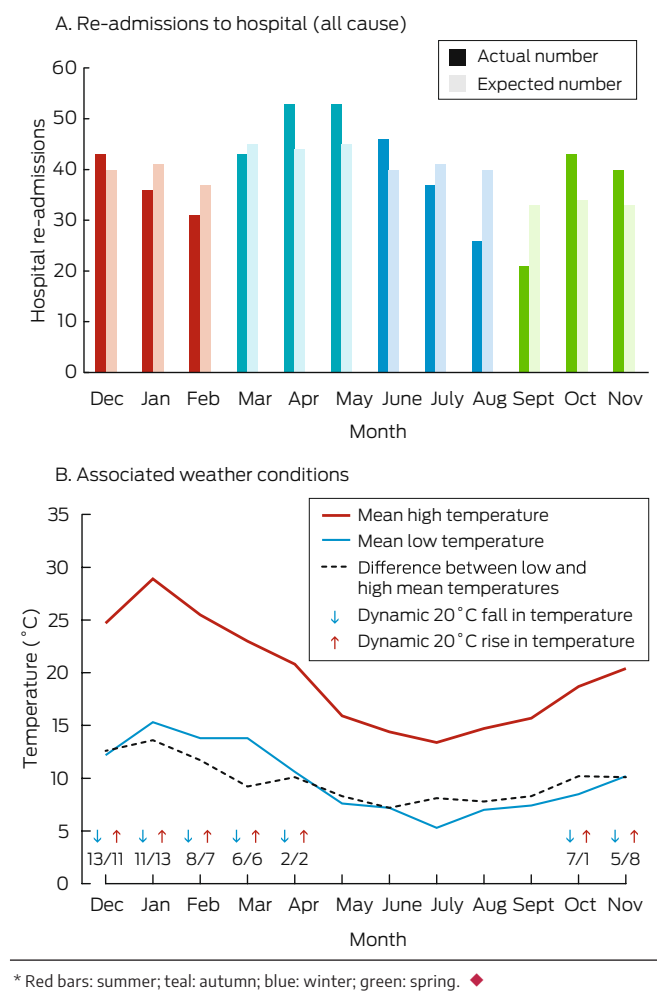 A. Re-admissions to hospital (all cause)
Actual number
Expected number
Hospital re-admissions
60
50
40
30
20
10
0
Dec Jan Feb Mar Apr May June July Aug Sept Oct Nov
Month
B. Associated weather conditions
Mean high temperature
Mean low temperature
Difference between low and
high mean temperatures
↓ Dynamic 20˚C fall in temperature
↑ Dynamic 20˚C rise in temperature
Temperature (˚C)
35
30
25
20
15
10
5
0
↓ ↑ ↓ ↑ ↓ ↑ ↓ ↑ ↓ ↑ ↓ ↑ ↓ ↑
13/11 11/13 8/7 6/6 2/2 7/1 5/8
Dec Jan Feb Mar Apr May June July Aug Sept Oct Nov
Month
* Red bars: summer; teal: autumn; blue: winter; green: spring. ◆